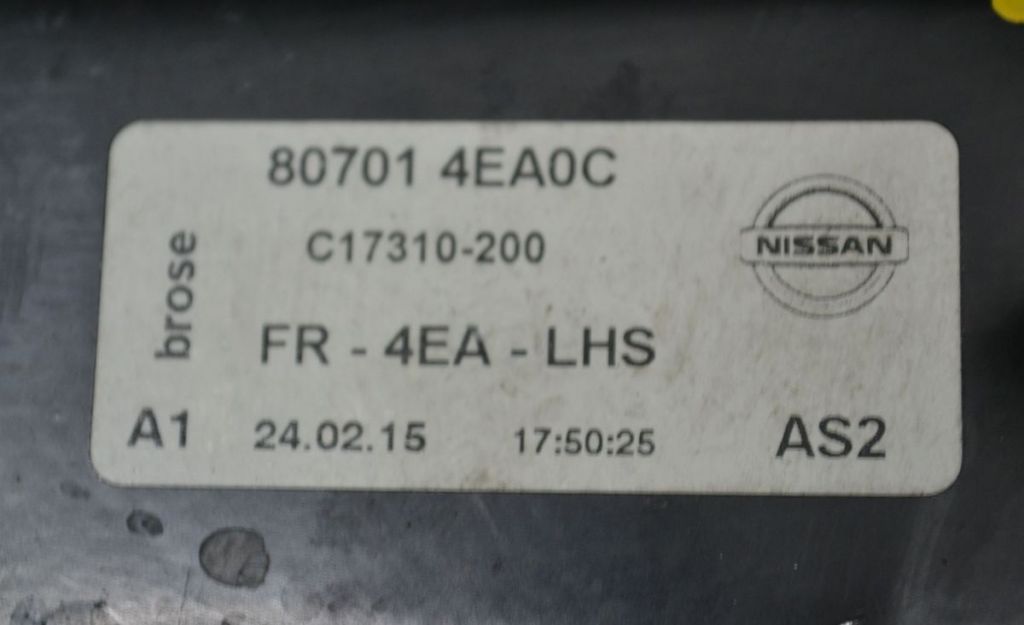 80701 4EA0C
C17310-200
NISSAN
brose
FR - 4EA - LHS
A1 24.02.15 17:50:25 AS2